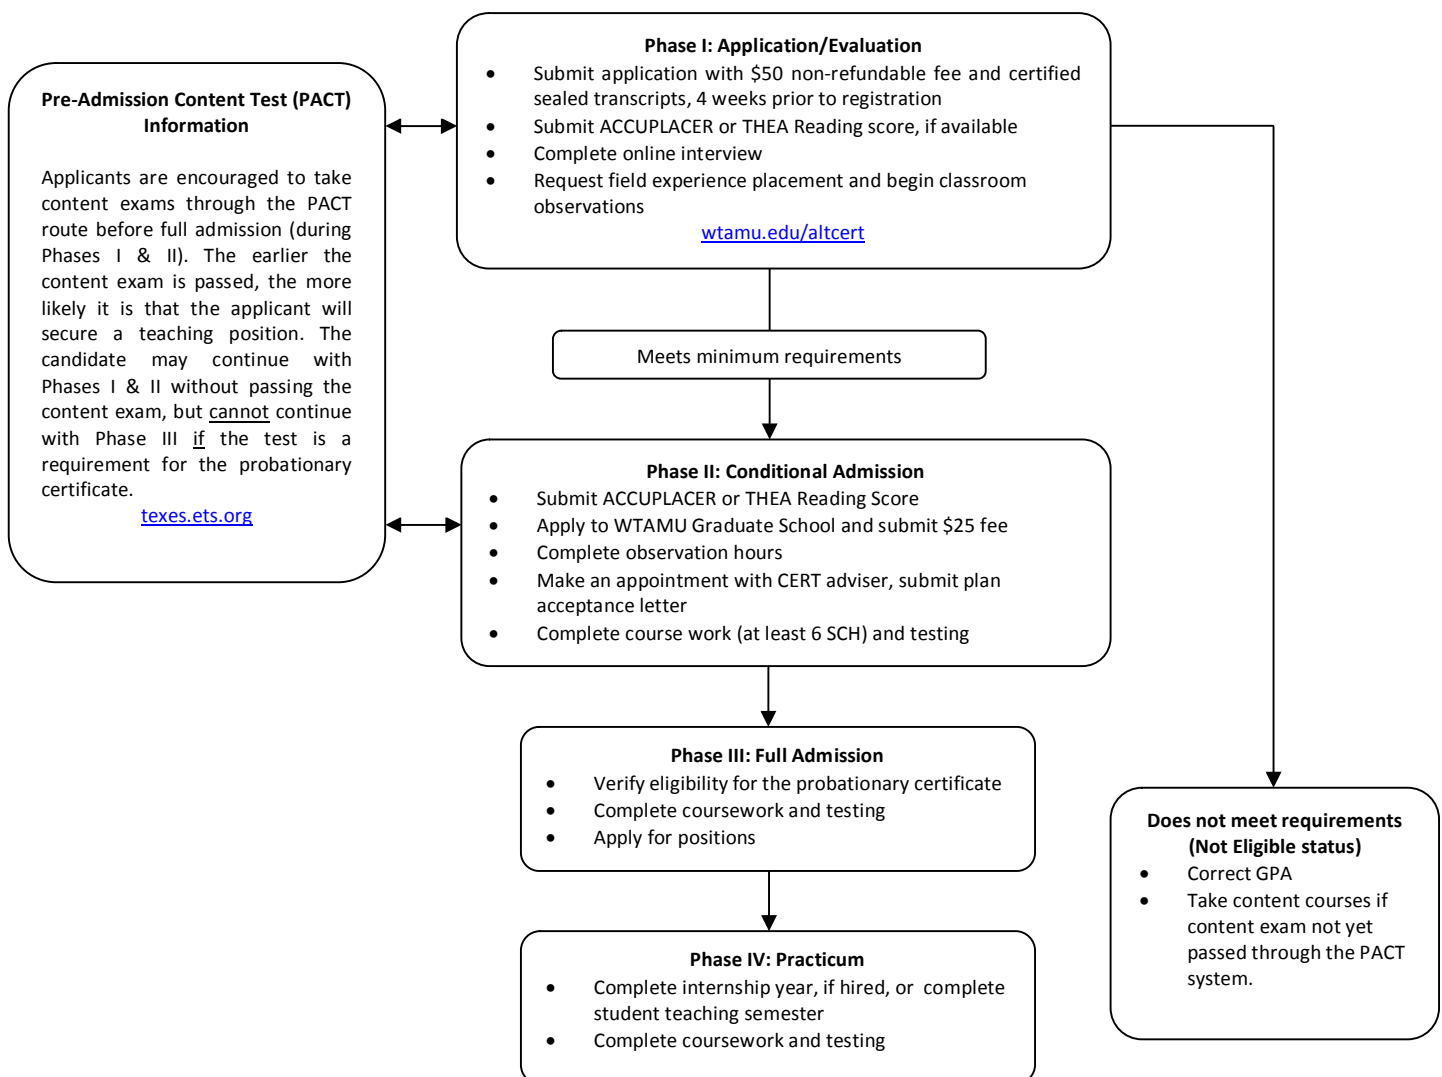 Pre-Admission Content Test (PACT)
Information
Applicants are encouraged to take
content exams through the PACT
route before full admission (during
Phases I & II). The earlier the
content exam is passed, the more
likely it is that the applicant will
secure a teaching position. The
candidate may continue with
Phases I & II without passing the
content exam, but cannot continue
with Phase III if the test is a
requirement for the probationary
certificate.
texes.ets.org
Phase I: Application/Evaluation
• Submit application with $50 non-refundable fee and certified
sealed transcripts, 4 weeks prior to registration
• Submit ACCUPLACER or THEA Reading score, if available
• Complete online interview
• Request field experience placement and begin classroom
observations
wtamu.edu/altcert
Meets minimum requirements
Phase II: Conditional Admission
• Submit ACCUPLACER or THEA Reading Score
• Apply to WTAMU Graduate School and submit $25 fee
• Complete observation hours
• Make an appointment with CERT adviser, submit plan
acceptance letter
• Complete course work (at least 6 SCH) and testing
Phase III: Full Admission
• Verify eligibility for the probationary certificate
• Complete coursework and testing
• Apply for positions
Does not meet requirements
(Not Eligible status)
• Correct GPA
• Take content courses if
content exam not yet
passed through the PACT
system.
Phase IV: Practicum
• Complete internship year, if hired, or complete
student teaching semester
• Complete coursework and testing